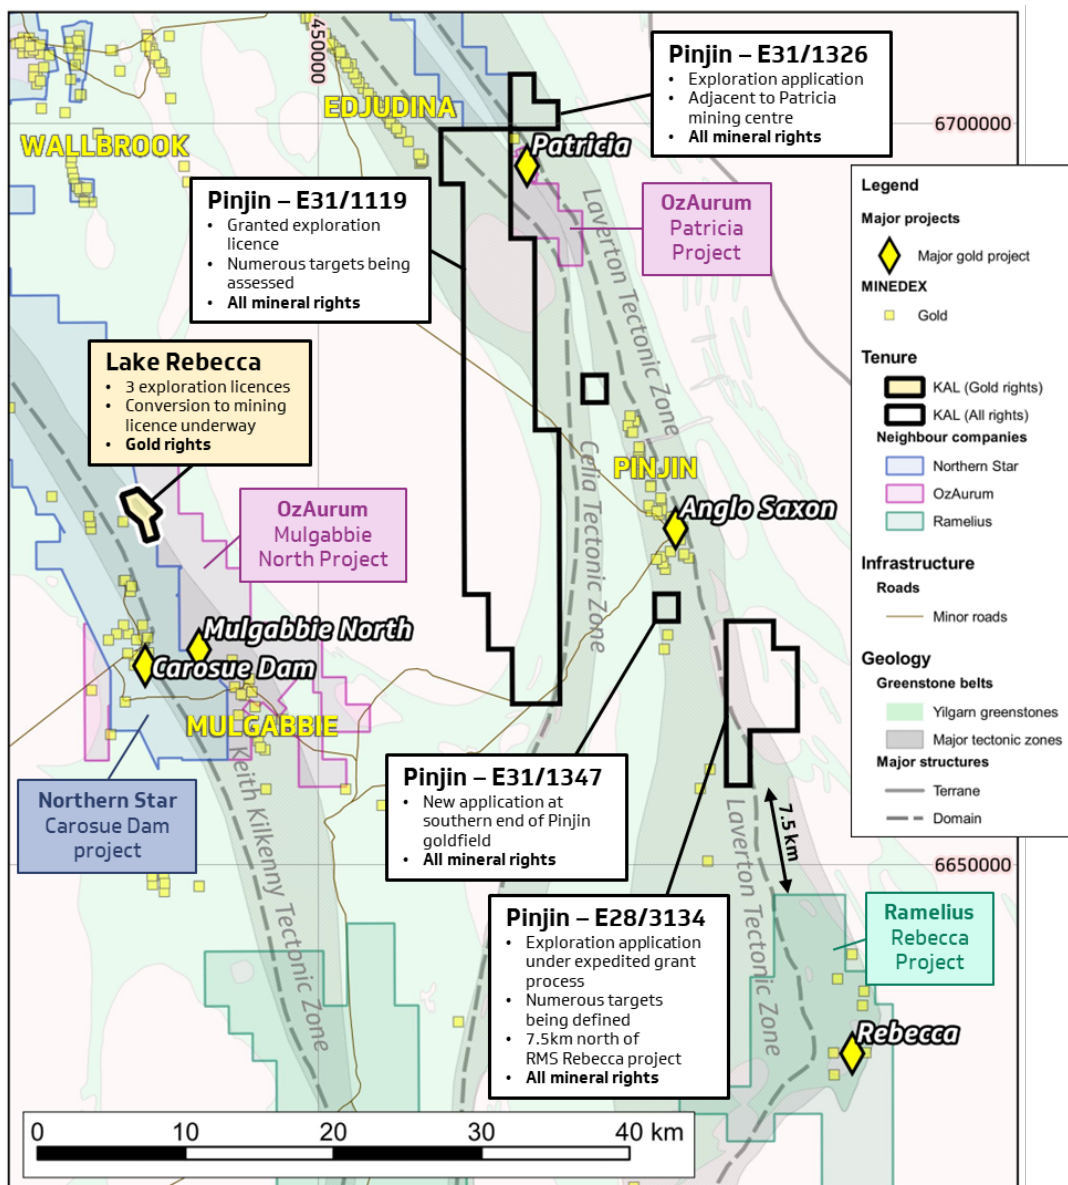 450000
Pinjin – E31/1326
• Exploration application
• Adjacent to Patricia
mining centre
• All mineral rights
EDJUDINA
6700000
WALLBROOK
Patricia
Pinjin – E31/1119
• Granted exploration
licence
• Numerous targets being
assessed
• All mineral rights
OzAurum
Patricia
Project
Laverton Tectonic Zone
Legend
Major projects
Major gold project
MINEDEX
Gold
Tenure
KAL (Gold rights)
KAL (All rights)
Neighbour companies
Northern Star
OzAurum
Ramelius
Infrastructure
Roads
Minor roads
Geology
Greenstone belts
Yilgarn greenstones
Major tectonic zones
Major structures
Terrane
Domain
Lake Rebecca
• 3 exploration licences
• Conversion to mining
licence underway
• Gold rights
Celia Tectonic Zone
PINJIN
Anglo Saxon
OzAurum
Mulgabbie
North Project
Mulgabbie North
Carosue Dam
MULGABBIE
Keith Kilkenny Tectonic Zone
Northern Star
Carosue Dam
project
Pinjin – E31/1347
• New application at
southern end of Pinjin
goldfield
• All mineral rights
Laverton Tectonic Zone
7.5 km
6650000
Pinjin – E28/3134
• Exploration application
under expedited grant
process
• Numerous targets
being defined
• 7.5km north of
RMS Rebecca project
• All mineral rights
Ramelius
Rebecca
Project
Rebecca
0 10 20 30 40 km